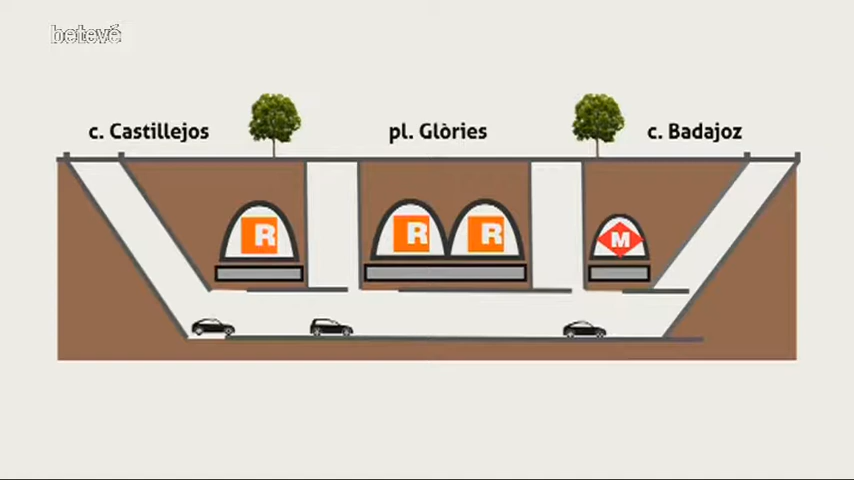 betevé
c. Castillejos
pl. Glòries
c. Badajoz
R
R
R
M